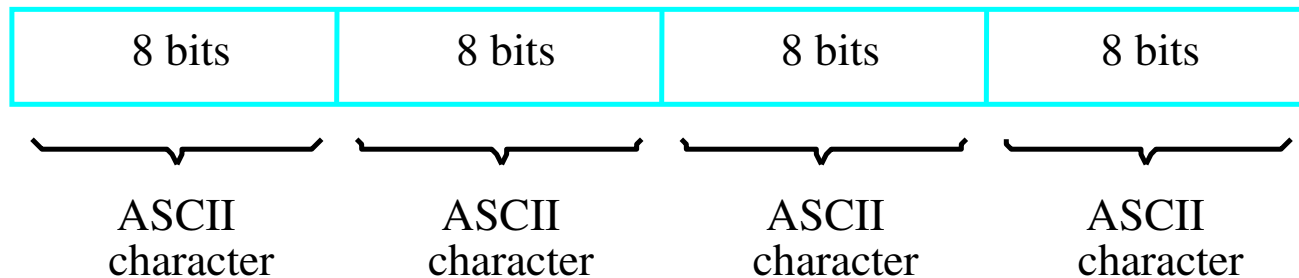 8 bits 8 bits 8 bits 8 bits
ASCII ASCII ASCII ASCII
character character character character